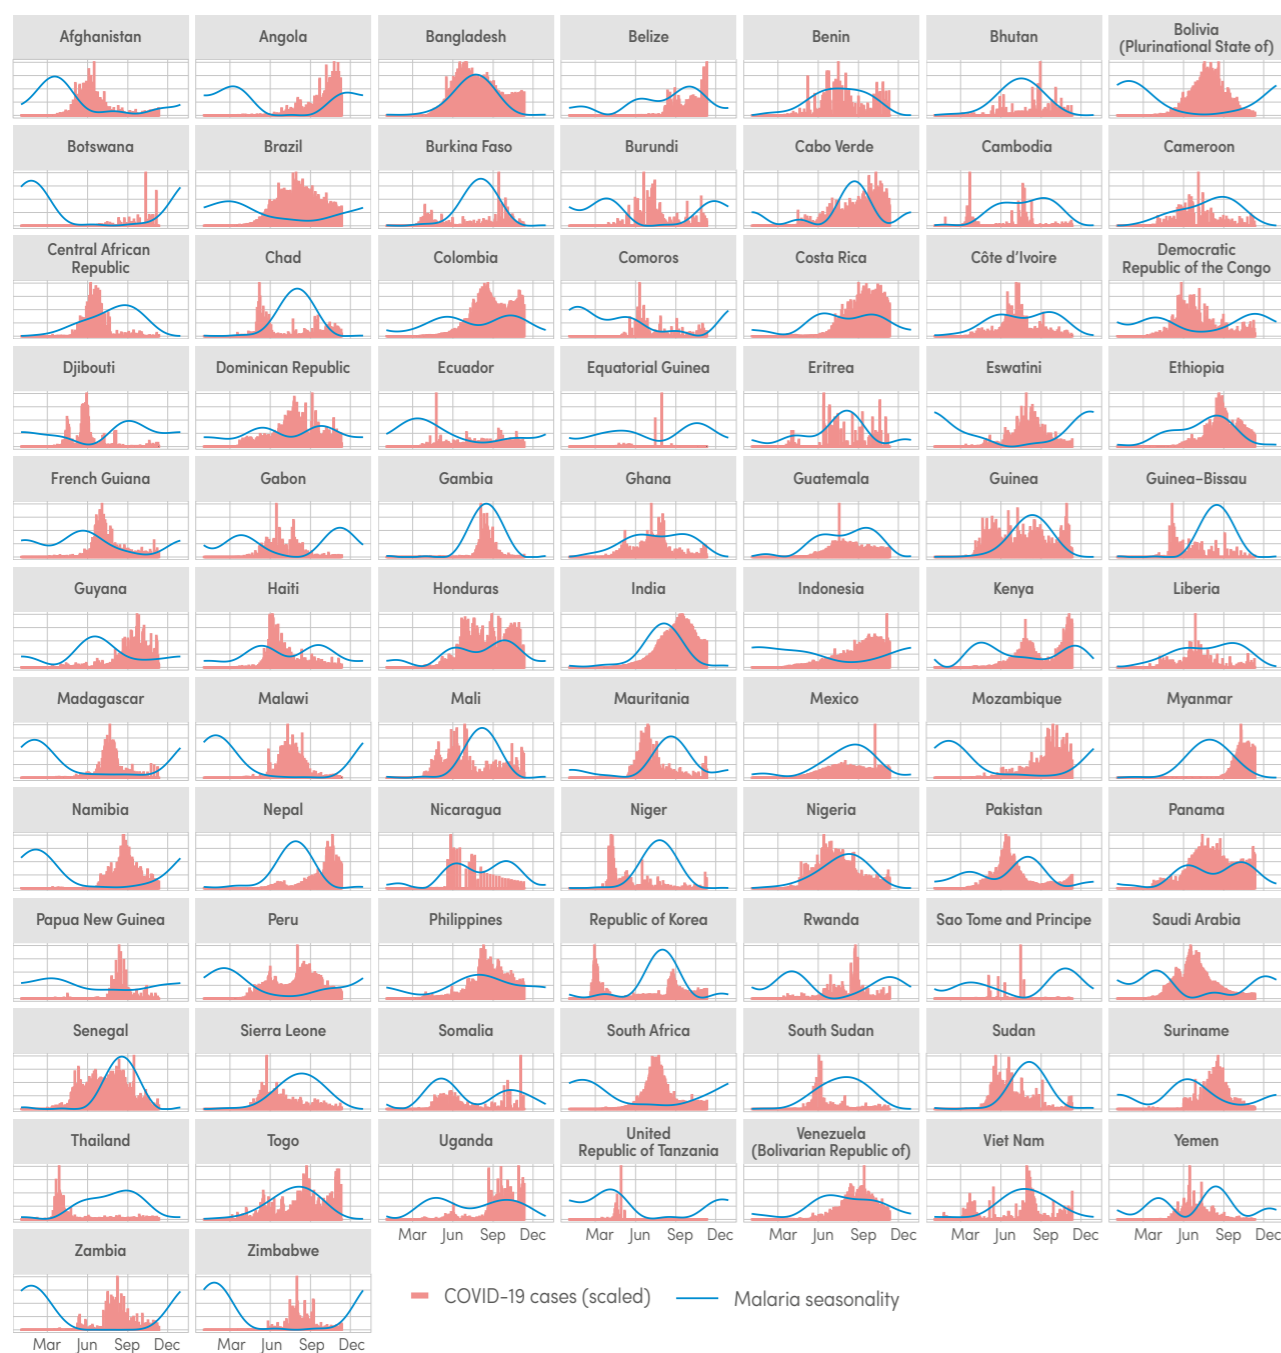 Afghanistan
Angola
Bangladesh
Belize
Benin
Bhutan
Bolivia
(Plurinational State of)
Botswana
Brazil
Burkina Faso
Burundi
Cabo Verde
Cambodia
Cameroon
Central African
Republic
Chad
Colombia
Comoros
Costa Rica
Côte d'Ivoire
Democratic
Republic of the Congo
Djibouti
Dominican Republic
Ecuador
Equatorial Guinea
Eritrea
Eswatini
Ethiopia
French Guiana
Gabon
Gambia
Ghana
Guatemala
Guinea
Guinea-Bissau
Guyana
Haiti
Honduras
India
Indonesia
Kenya
Liberia
Madagascar
Malawi
Mali
Mauritania
Mexico
Mozambique
Myanmar
Namibia
Nepal
Nicaragua
Niger
Nigeria
Pakistan
Panama
Papua New Guinea
Peru
Philippines
Republic of Korea
Rwanda
Sao Tome and Principe
Saudi Arabia
Senegal
Sierra Leone
Somalia
South Africa
South Sudan
Sudan
Suriname
Thailand
Togo
Uganda
United
Republic of Tanzania
Venezuela
(Bolivarian Republic of)
Viet Nam
Yemen
Mar Jun Sep Dec
Mar Jun Sep Dec
Mar Jun Sep Dec
Mar Jun Sep Dec
Mar Jun Sep Dec
Zambia
Zimbabwe
COVID-19 cases (scaled)
Malaria seasonality
Mar Jun Sep Dec
Mar Jun Sep Dec